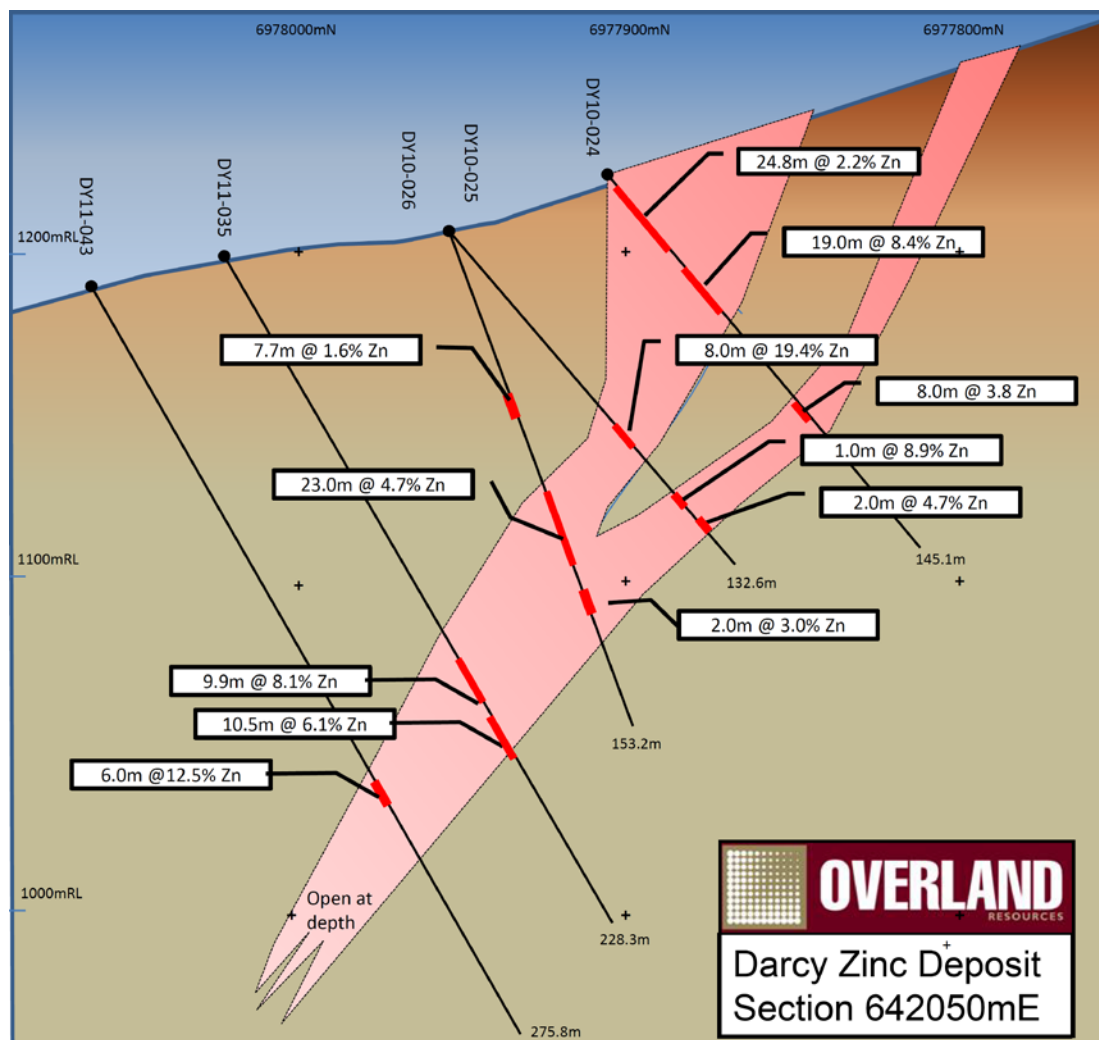 6978000mN
6977900mN
6977800mN
DY10-024
DY10-025
DY10-026
DY11-035
DY11-043
24.8m @ 2.2% Zn
1200mRL
19.0m @ 8.4% Zn
7.7m @ 1.6% Zn
8.0m @ 19.4% Zn
8.0m @ 3.8 Zn
1.0m @ 8.9% Zn
23.0m @ 4.7% Zn
2.0m @ 4.7% Zn
1100mRL
145.1m
132.6m
2.0m @ 3.0% Zn
9.9m @ 8.1% Zn
10.5m @ 6.1% Zn
153.2m
6.0m @12.5% Zn
1000mRL
Open at
depth
228.3m
275.8m
OVERLAND
RESOURCES
Darcy Zinc Deposit
Section 642050mE